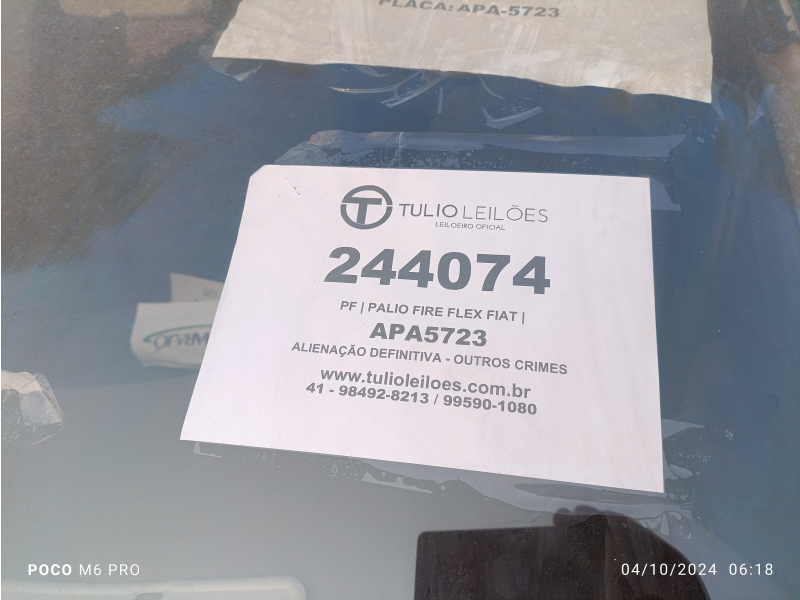 PLACA: APA-5723
TULIO LEILÕES
LEILOEIRO OFICIAL
244074
PF | PALIO FIRE FLEX FIAT |
APA5723
ALIENAÇÃO DEFINITIVA - OUTROS CRIMES
www.tulioleiloes.com.br
41 - 98492-8213 / 99590-1080
POCO M6 PRO
04/10/2024 06:18